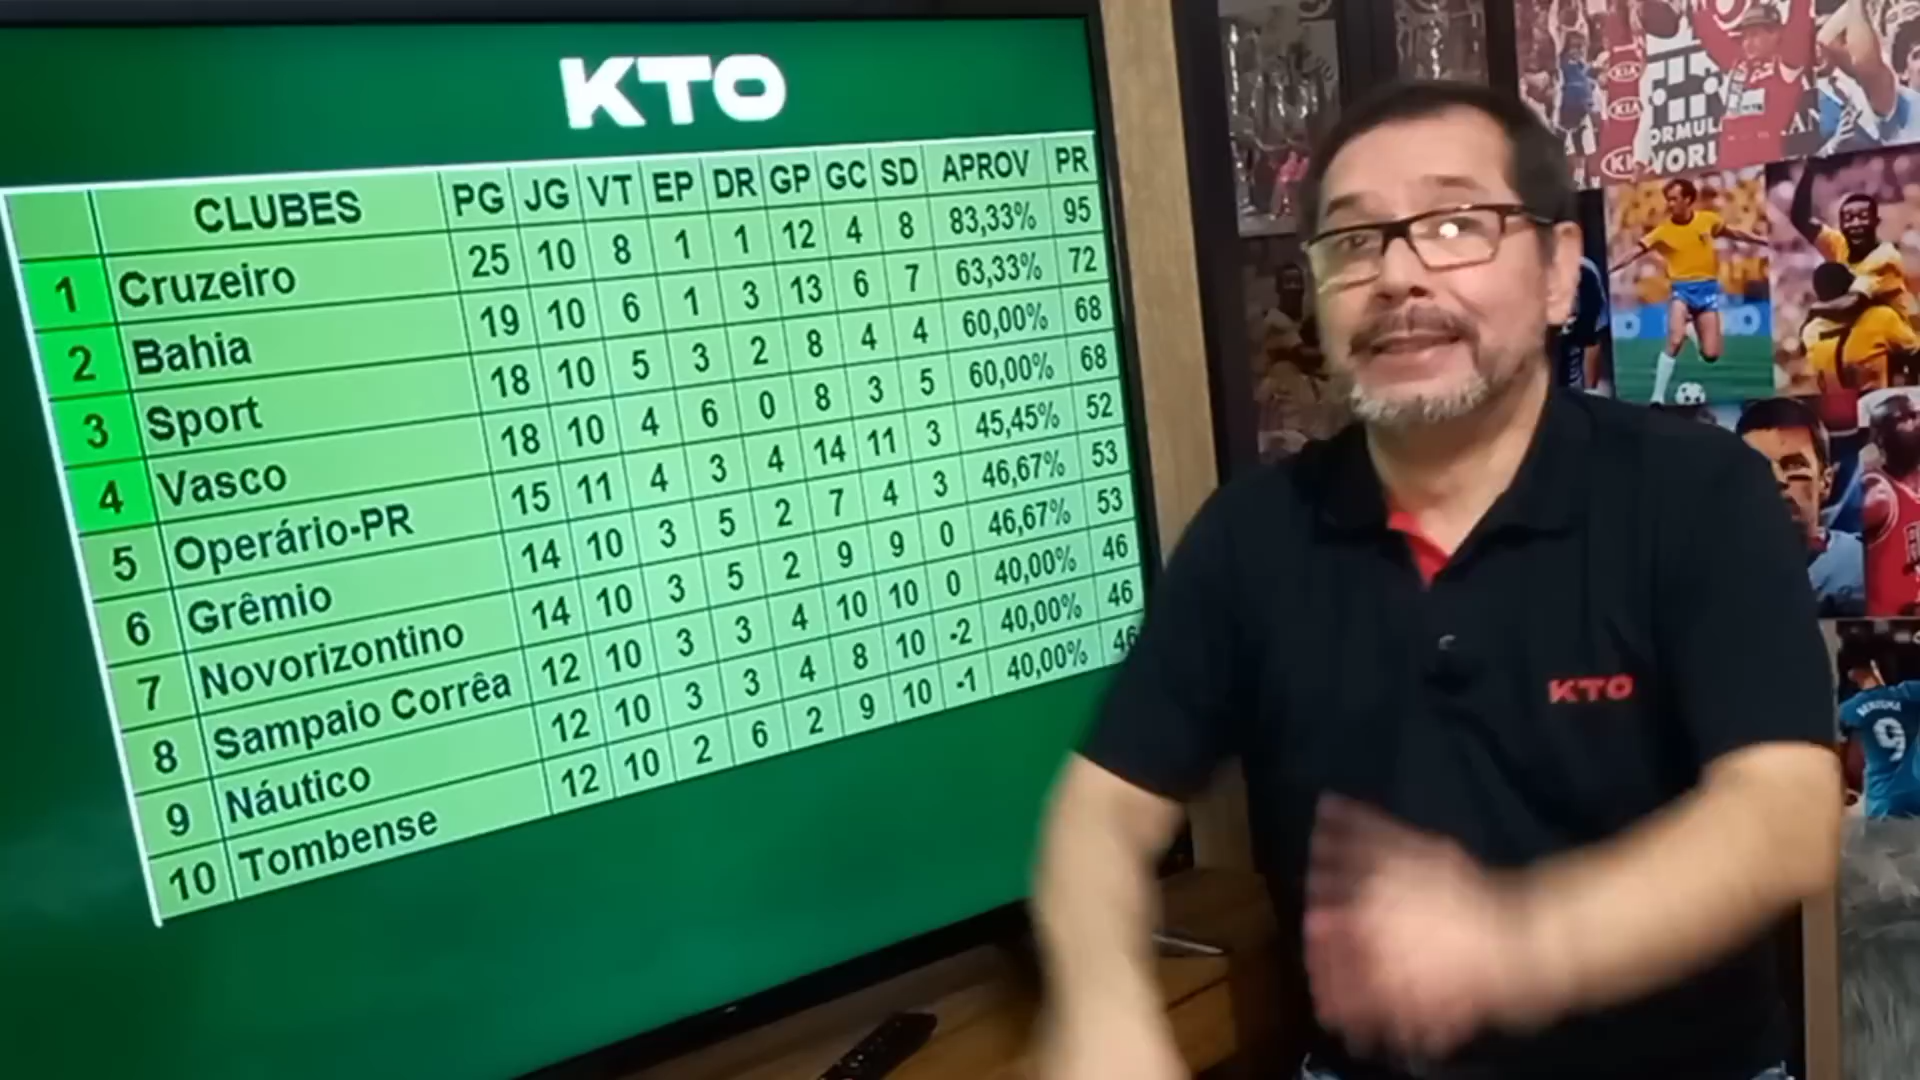 KTO
CLUBES PG JG VT EP DR GP GC SD APROV PR
1 Cruzeiro 25 10 8 1 1 12 4 8 83,33% 95
2 Bahia 19 10 6 1 3 13 6 7 63,33% 72
3 Sport 18 10 5 3 2 8 4 4 60,00% 68
4 Vasco 18 10 4 6 0 8 3 5 60,00% 68
5 Operário-PR 15 11 4 3 4 14 11 3 45,45% 52
6 Grêmio 14 10 3 5 2 7 4 3 46,67% 53
7 Novorizontino 14 10 3 5 2 9 9 0 46,67% 53
8 Sampaio Corrêa 12 10 3 3 4 10 10 0 40,00% 46
9 Náutico 12 10 3 3 4 8 10 -2 40,00% 46
10 Tombense 12 10 2 6 2 9 10 -1 40,00% 46
KTO
KIA
KIA
9